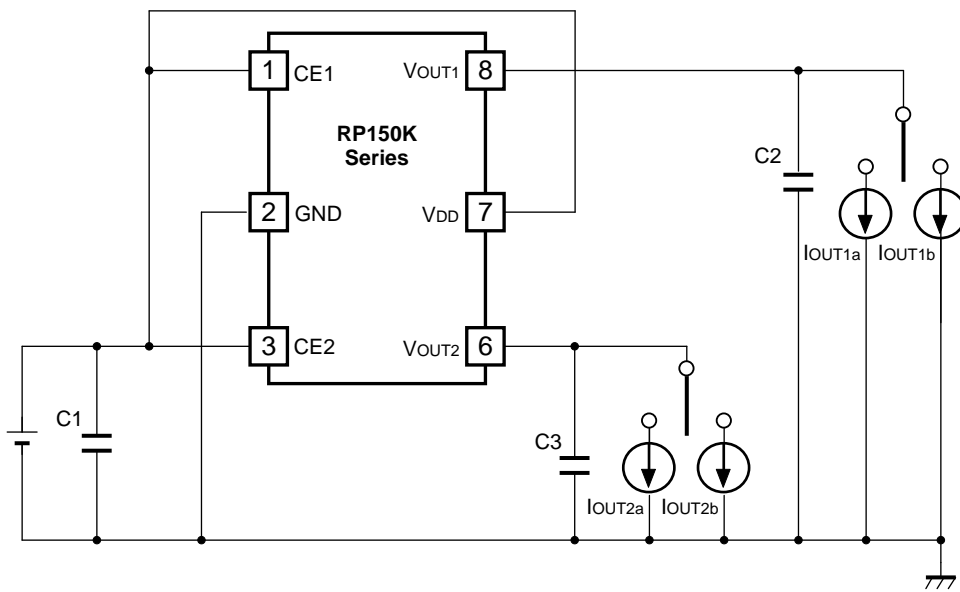 1 CE1
VOUT1 8
RP150K
Series
C2
2 GND
VDD 7
IOUT1a IOUT1b
3 CE2
VOUT2 6
C1
C3
IOUT2a IOUT2b